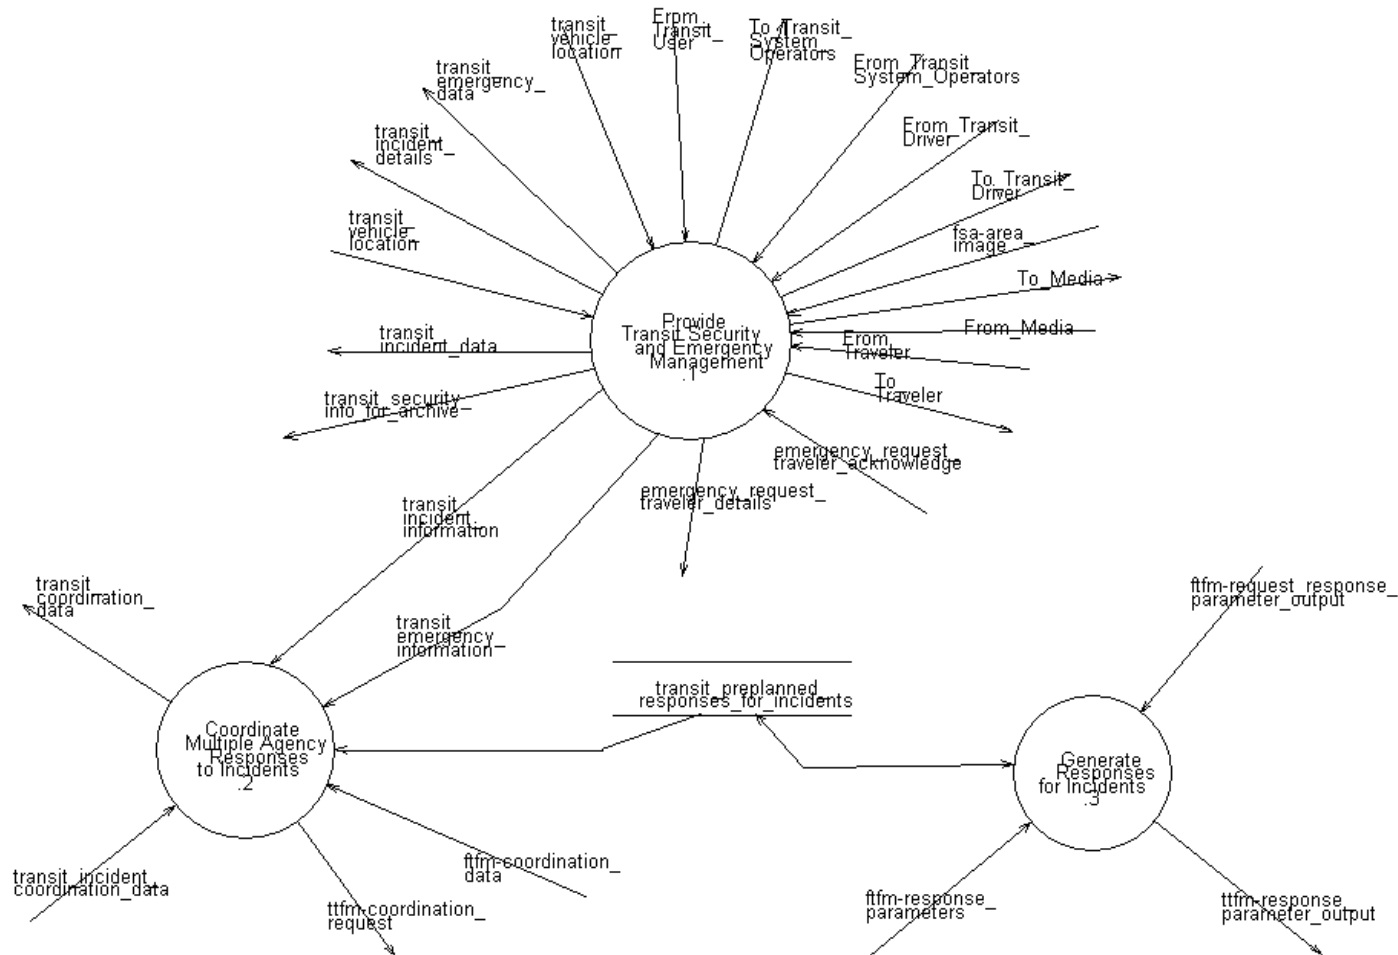 transit_
vehicle_
location
From_
Transit_
User
To_Transit_
System_
Operators
From_Transit_
System_Operators
transit_
emergency_
data
From_Transit_
Driver
transit_
incident_
details
To_Transit_
Driver
transit_
vehicle_
location
fsa-area_
image
To_Media
From_Media
transit_
incident_data
From_
Traveler
Provide
Transit Security
and Emergency
Management
.1
To_
Traveler
transit_security_
info_for_archive
emergency_request_
traveler_acknowledge
emergency_request_
traveler_details
transit_
incident_
information
transit_
coordination_
data
transit_
emergency_
information
ftfm-request_response_
parameter_output
transit_preplanned_
responses_for_incidents
Coordinate
Multiple Agency
Responses
to Incidents
.2
Generate
Responses
for Incidents
.3
transit_incident_
coordination_data
ftfm-coordination_
data
ttfm-coordination_
request
ftfm-response_
parameters
ttfm-response_
parameter_output